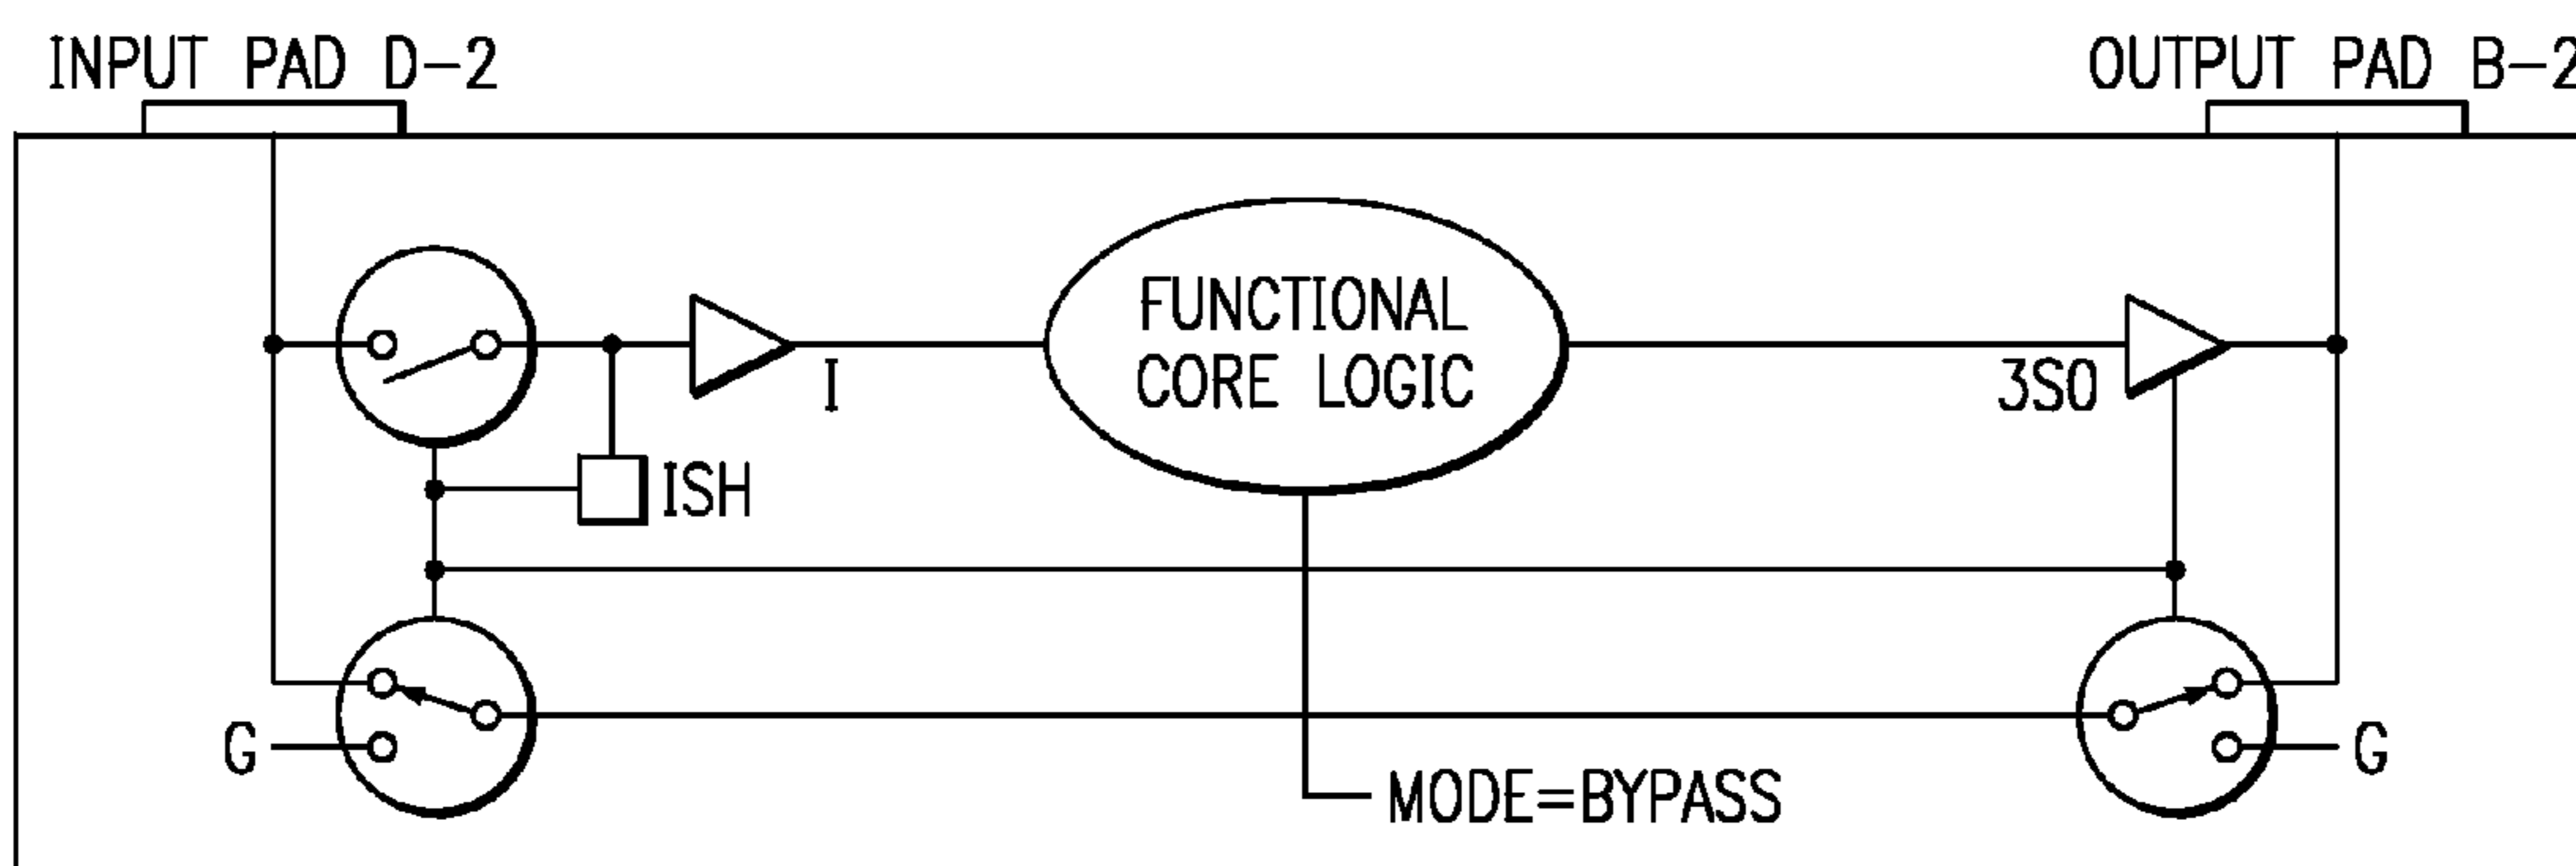 INPUT PAD D-2
OUTPUT PAD B-2
FUNCTIONAL
CORE LOGIC
I
3SO
ISH
G
G
MODE=BYPASS